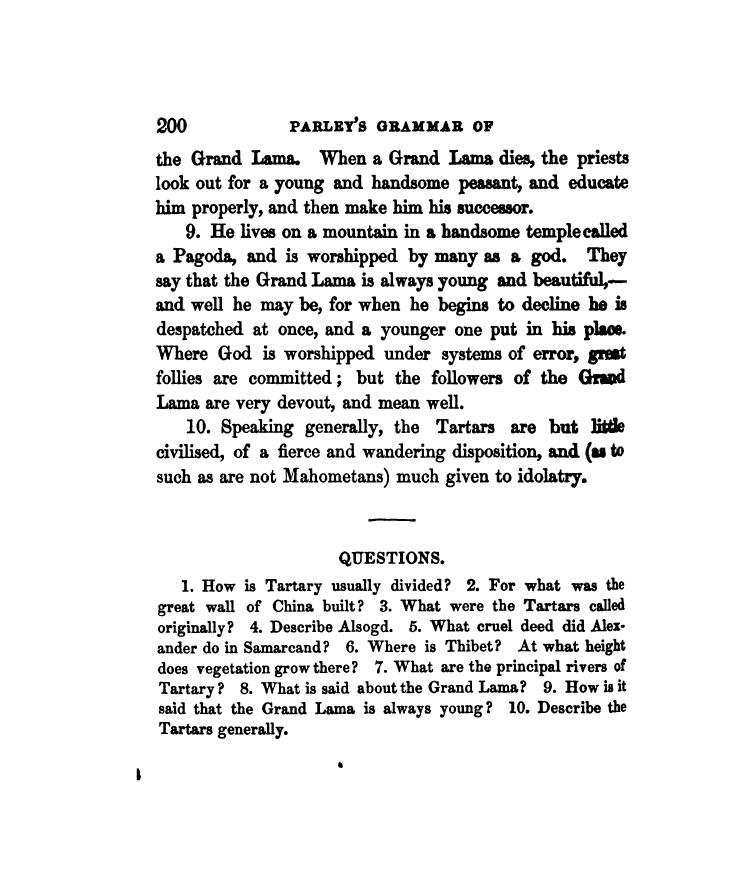 200 PARLEY'S GRAMMAR OF
the Grand Lama. When a Grand Lama dies, the priests
look out for a young and handsome peasant, and educate
him properly, and then make him his successor.
9. He lives on a mountain in a handsome temple called
a Pagoda, and is worshipped by many as a god. They
say that the Grand Lama is always young and beautiful,—
and well he may be, for when he begins to decline he is
despatched at once, and a younger one put in his place.
Where God is worshipped under systems of error, great
follies are committed; but the followers of the Grand
Lama are very devout, and mean well.
10. Speaking generally, the Tartars are but little
civilised, of a fierce and wandering disposition, and (as to
such as are not Mahometans) much given to idolatry.
QUESTIONS.
1. How is Tartary usually divided? 2. For what was the
great wall of China built? 3. What were the Tartars called
originally? 4. Describe Alsogd. 5. What cruel deed did Alex-
ander do in Samarcand? 6. Where is Thibet? At what height
does vegetation grow there? 7. What are the principal rivers of
Tartary? 8. What is said about the Grand Lama? 9. How is it
said that the Grand Lama is always young? 10. Describe the
Tartars generally.